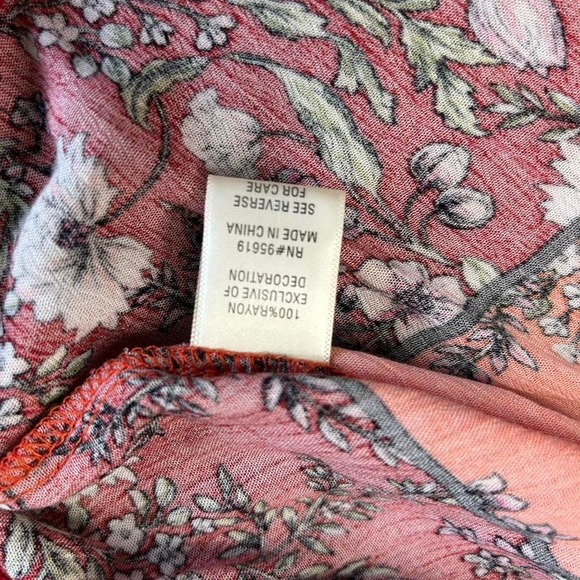 100%RAYON
EXCLUSIVE OF
DECORATION
RN#95619
MADE IN CHINA
SEE REVERSE
FOR CARE